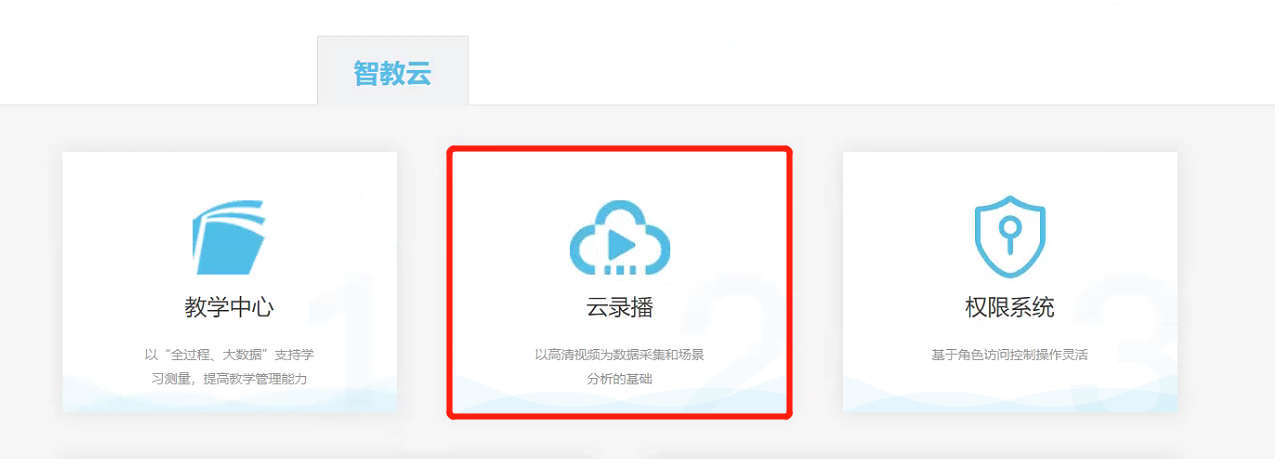 智教云
教学中心
以“全过程、大数据”支持学
习测量，提高教学管理能力
1
云录播
以高清视频为数据采集和场景
分析的基础
2
权限系统
基于角色访问控制操作灵活
3